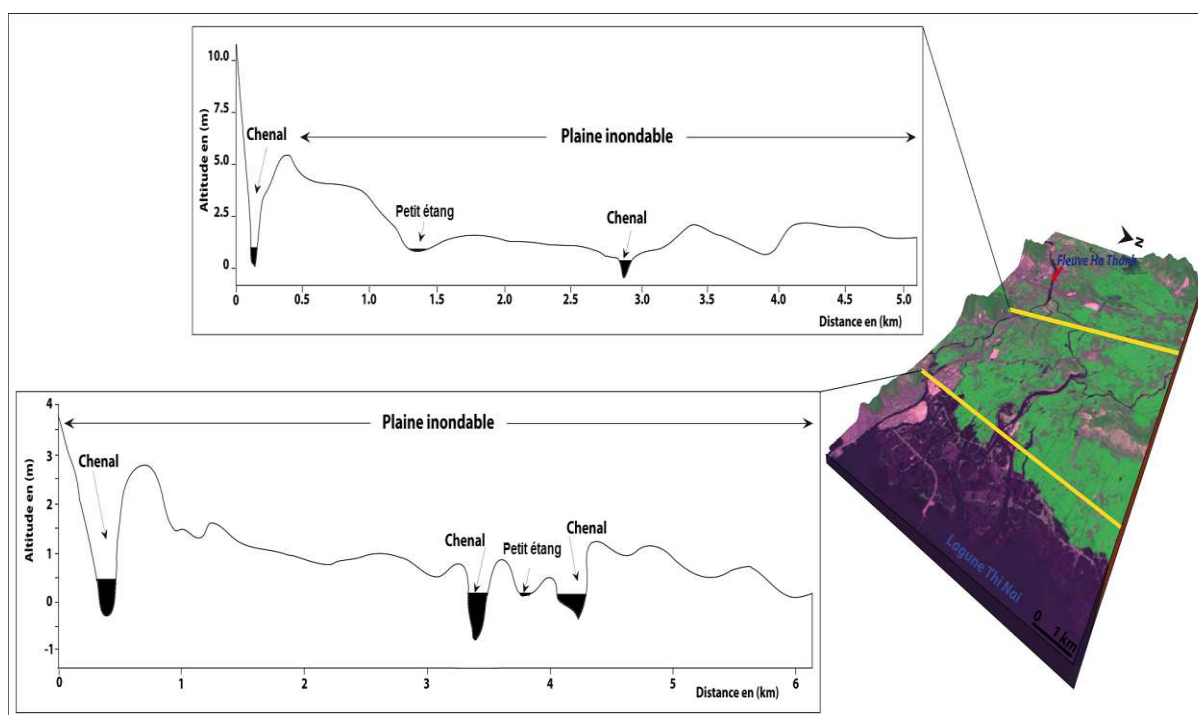 Altitude en (m)
10.0
7.5
5.0
2.5
0
Chenal
Plaine inondable
Petit étang
Chenal
0 0.5 1.0 1.5 2.0 2.5 3.0 3.5 4.0 4.5 5.0
Distance en (km)
N
Fleuve Ha Thanh
Lagune Thi Nai
0 1 km
Altitude en (m)
4
3
2
1
0
-1
Plaine inondable
Chenal
Chenal
Petit étang
Chenal
0 1 2 3 4 5 6
Distance en (km)